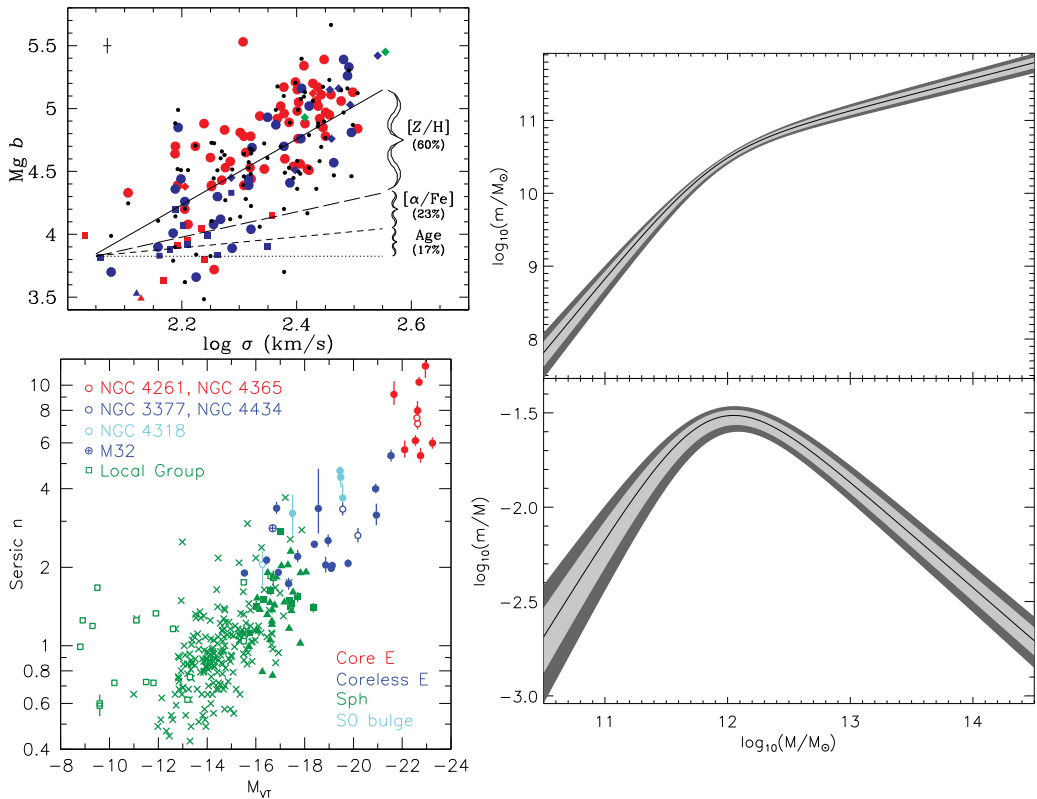 5.5
5
4.5
4
3.5
Mg b
[Z/H]
(60%)
[α/Fe]
(23%)
Age
(17%)
2.2 2.4 2.6
log σ (km/s)
10
8
6
4
2
1
0.8
0.6
0.4
Sersic n
NGC 4261, NGC 4365
NGC 3377, NGC 4434
NGC 4318
M32
Local Group
Core E
Coreless E
Sph
S0 bulge
-8 -10 -12 -14 -16 -18 -20 -22 -24
M_VT
11
10
9
8
log₁₀(m/M☉)
-1.5
-2.0
-2.5
-3.0
log₁₀(m/M)
11 12 13 14
log₁₀(M/M☉)